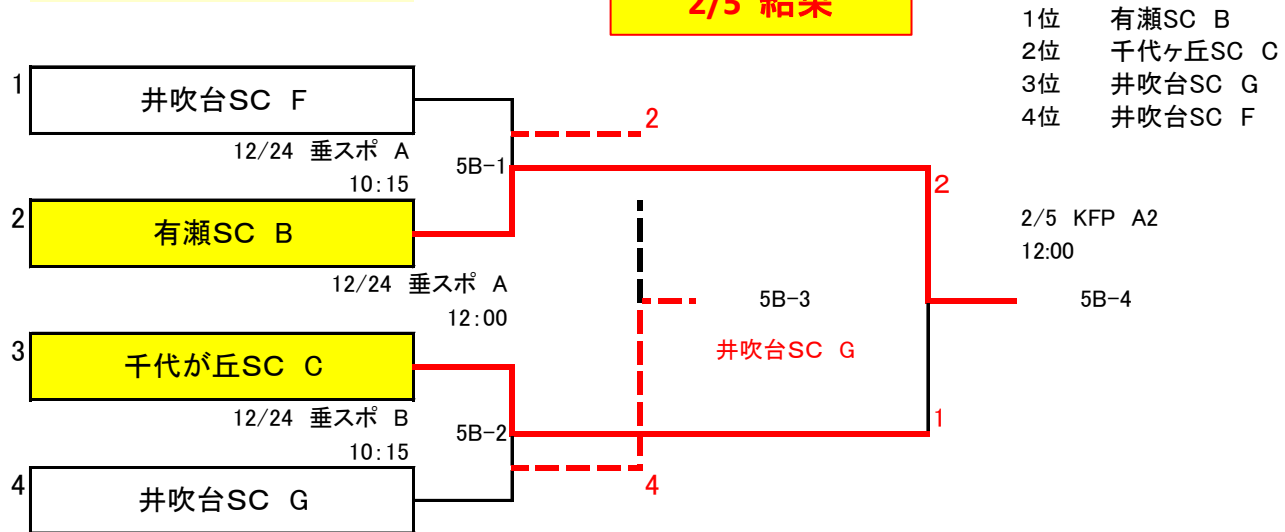 2/5 結果
1位 有瀬SC B
2位 千代ヶ丘SC C
3位 井吹台SC G
4位 井吹台SC F
1
井吹台SC F
2
12/24 垂スポ A
10:15
5B-1
2
2
有瀬SC B
2/5 KFP A2
12:00
12/24 垂スポ A
12:00
5B-3
5B-4
3
千代が丘SC C
井吹台SC G
12/24 垂スポ B
10:15
5B-2
1
4
井吹台SC G
4